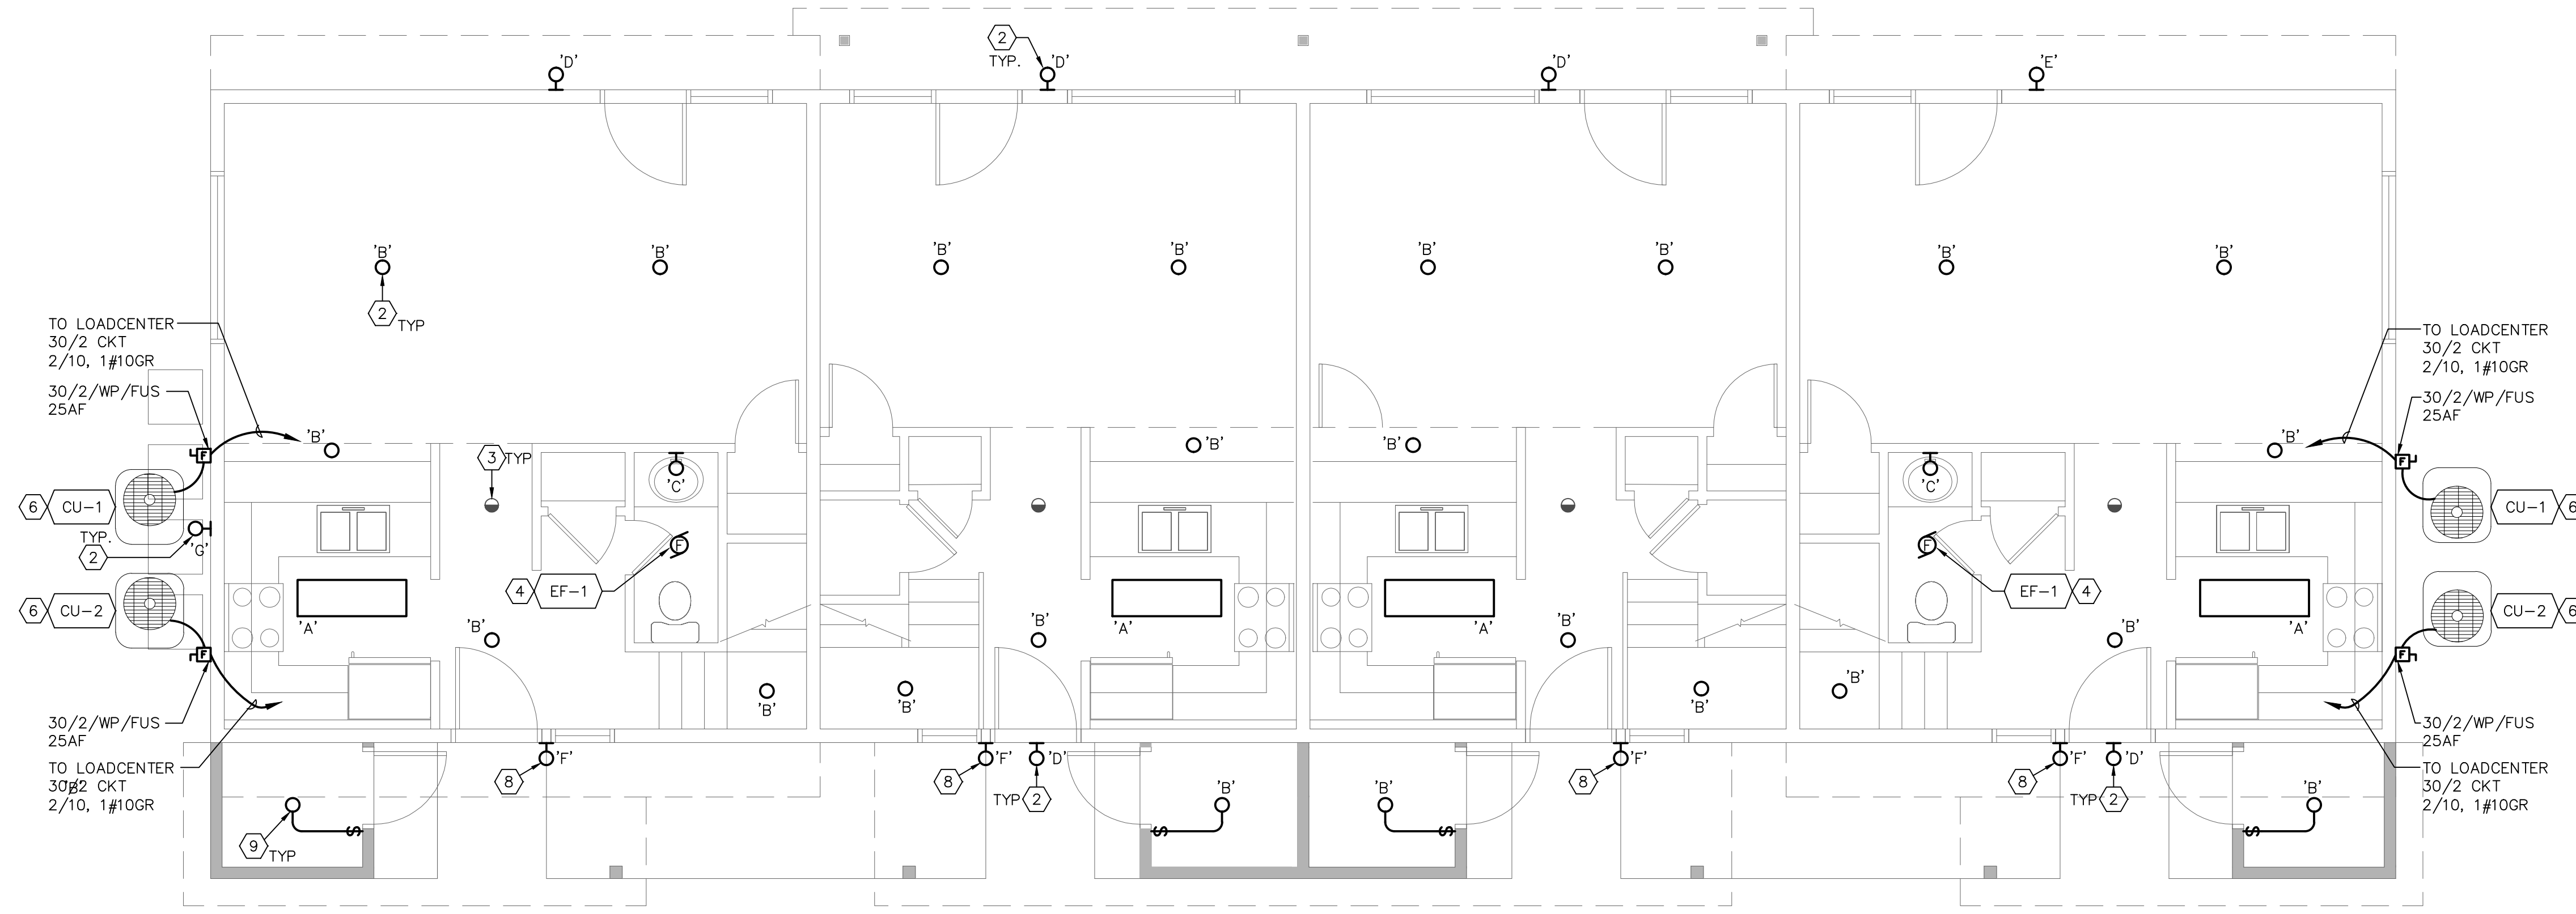 'D'
2
TYP.
'D'
'D'
'E'
'B'
'B'
'B'
'B'
'B'
'B'
'B'
'B'
2
TYP
TO LOADCENTER
30/2 CKT
2/10, 1#10GR
30/2/WP/FUS
25AF
TO LOADCENTER
30/2 CKT
2/10, 1#10GR
30/2/WP/FUS
25AF
'B'
'B'
'B'
'B'
F
F
3
TYP
'C'
'C'
6
CU-1
CU-1
6
TYP.
2
'G'
F
F
4
EF-1
EF-1
4
6
CU-2
CU-2
6
'A'
'A'
'A'
'A'
'B'
'B'
'B'
'B'
F
F
'B'
'B'
'B'
'B'
30/2/WP/FUS
25AF
TO LOADCENTER
30/2 CKT
'B'
2/10, 1#10GR
30/2/WP/FUS
25AF
TO LOADCENTER
30/2 CKT
2/10, 1#10GR
8
'F'
8
'F'
'D'
TYP
2
8
'F'
8
'F'
'D'
TYP
2
9
TYP
$
'B'
$
'B'
$
'B'
$